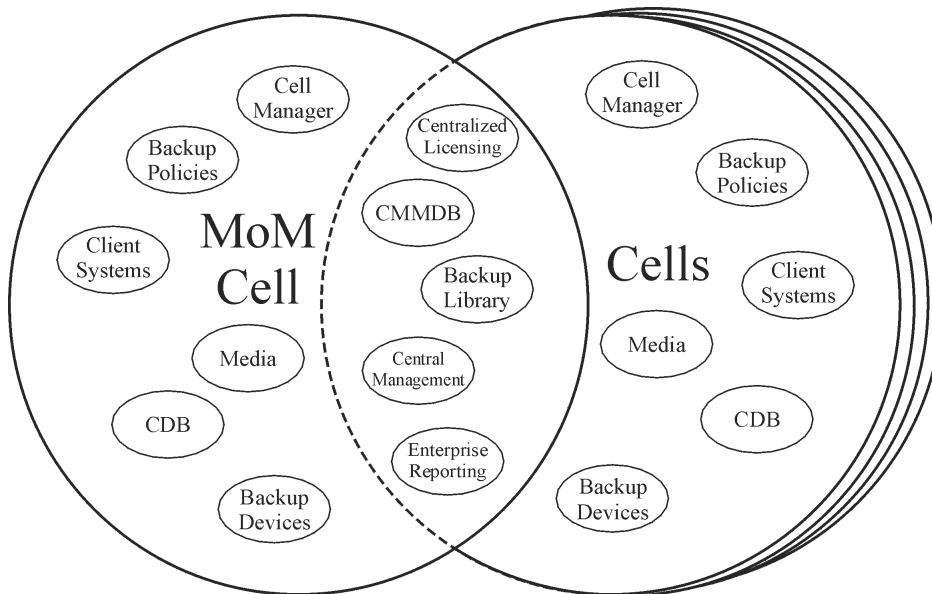 Cell
Manager
Backup
Policies
Client
Systems
MoM
Cell
Media
CDB
Backup
Devices
Centralized
Licensing
CMMDB
Backup
Library
Central
Management
Enterprise
Reporting
Cell
Manager
Backup
Policies
Cells
Client
Systems
Media
CDB
Backup
Devices